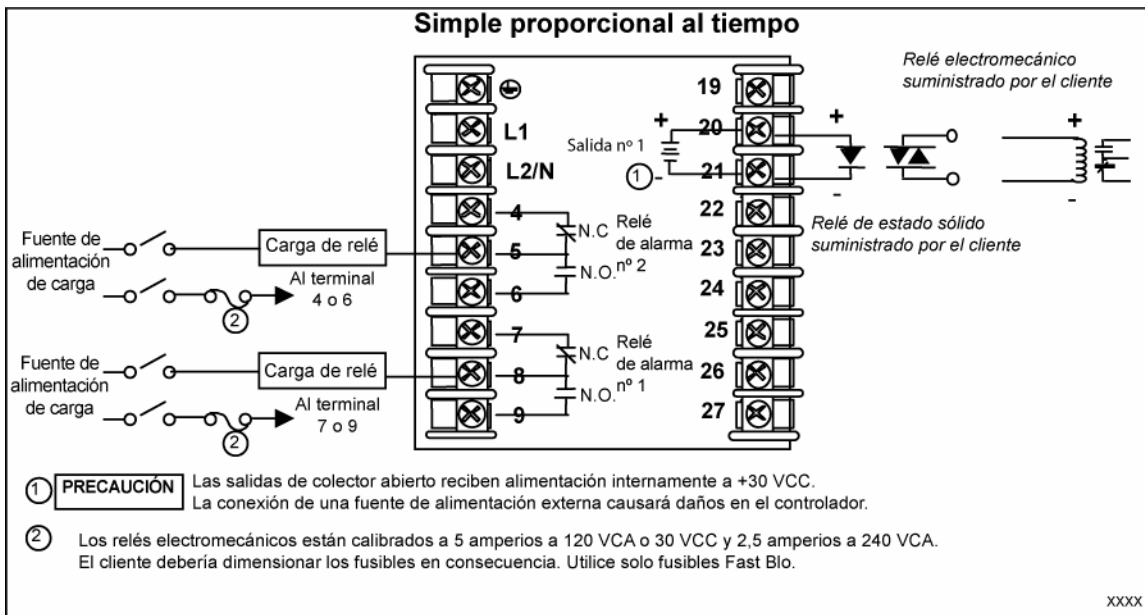 Simple proporcional al tiempo
Relé electromecánico
suministrado por el cliente
L1
L2/N
4
5
6
7
8
9
19
20
21
22
23
24
25
26
27
Salida nº 1
1
+
-
+
-
+
-
Relé de estado sólido
suministrado por el cliente
N.C
N.O.
Relé
de alarma
nº 2
N.C
N.O.
Relé
de alarma
nº 1
Fuente de
alimentación
de carga
Carga de relé
Al terminal
4 o 6
2
Fuente de
alimentación
de carga
Carga de relé
Al terminal
7 o 9
2
1 PRECAUCIÓN Las salidas de colector abierto reciben alimentación internamente a +30 VCC.
La conexión de una fuente de alimentación externa causará daños en el controlador.
2 Los relés electromecánicos están calibrados a 5 amperios a 120 VCA o 30 VCC y 2,5 amperios a 240 VCA.
El cliente debería dimensionar los fusibles en consecuencia. Utilice solo fusibles Fast Blo.
XXXX